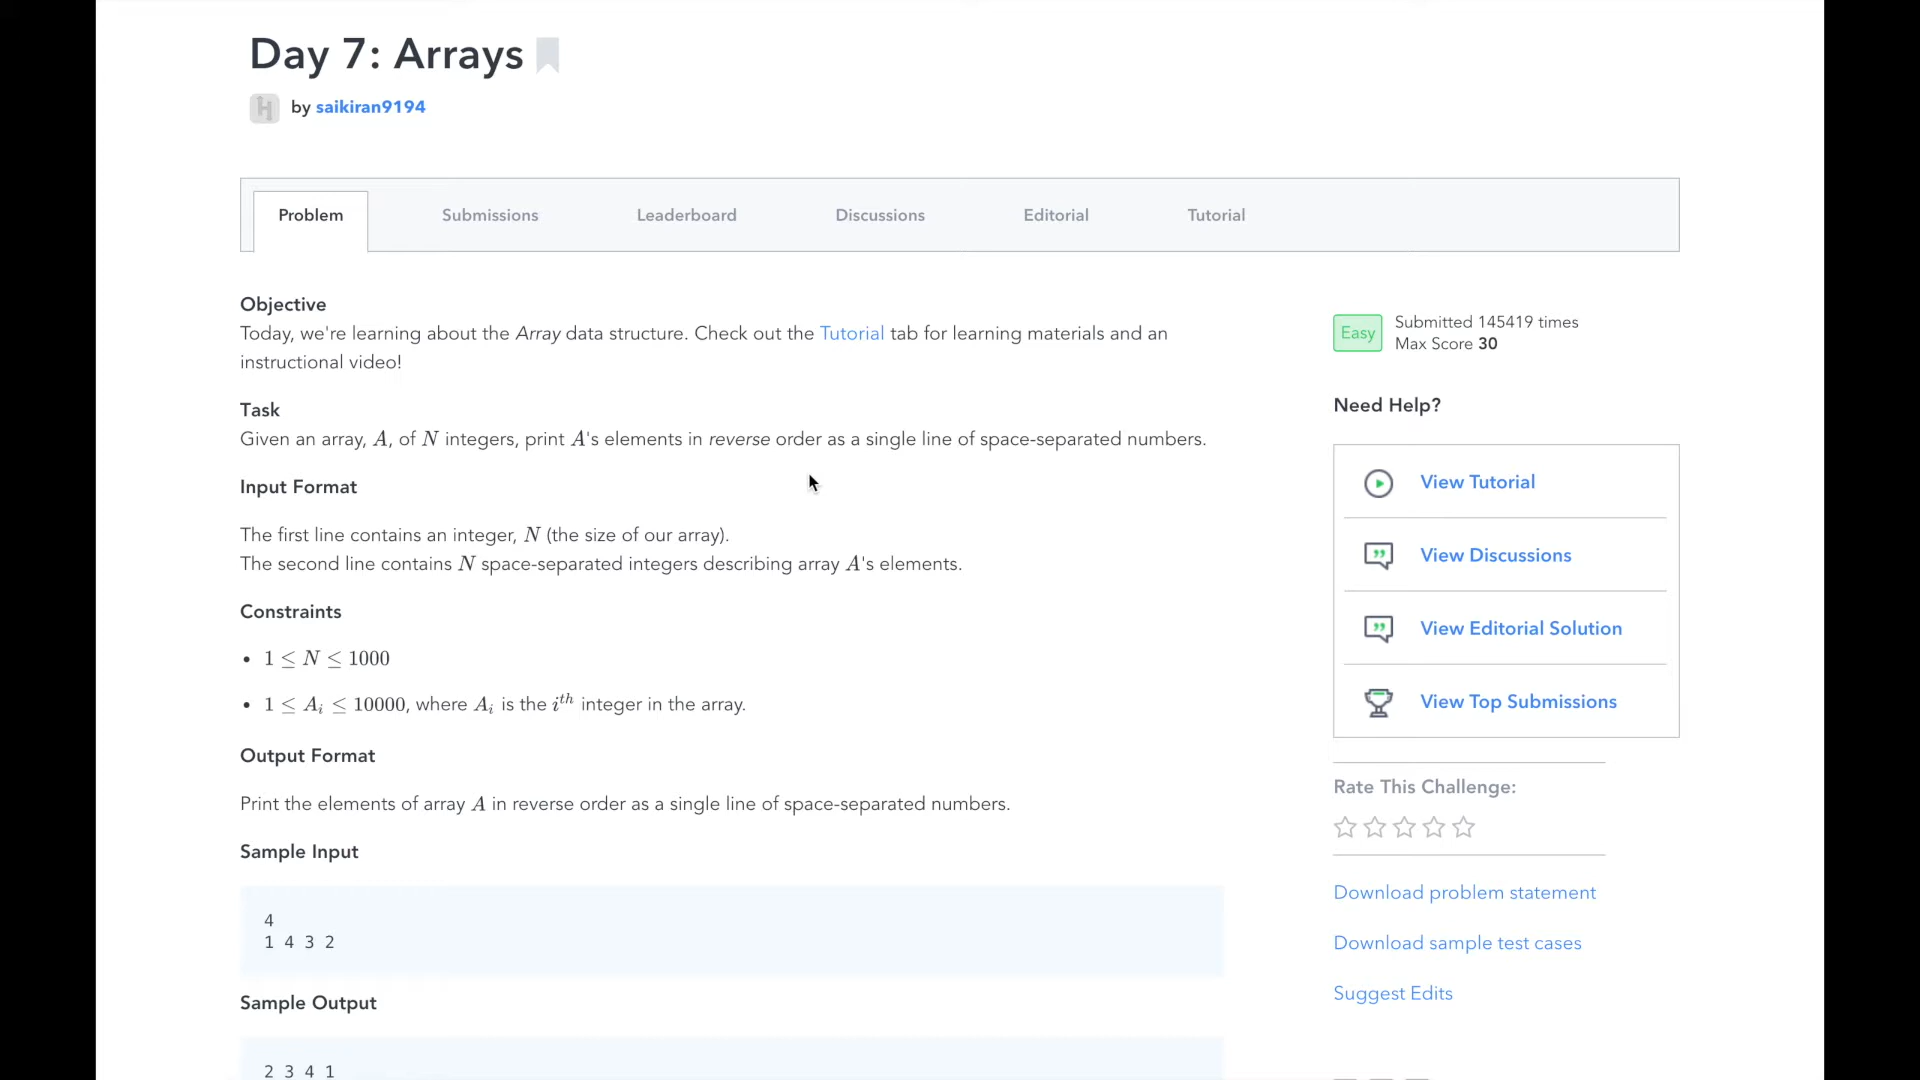 Day 7: Arrays
by saikiran9194
Problem Submissions Leaderboard Discussions Editorial Tutorial
Objective
Today, we're learning about the Array data structure. Check out the Tutorial tab for learning materials and an
instructional video!
Task
Given an array, A, of N integers, print A's elements in reverse order as a single line of space-separated numbers.
Input Format
The first line contains an integer, N (the size of our array).
The second line contains N space-separated integers describing array A's elements.
Constraints
• 1 ≤ N ≤ 1000
• 1 ≤ Aᵢ ≤ 10000, where Aᵢ is the iᵗʰ integer in the array.
Output Format
Print the elements of array A in reverse order as a single line of space-separated numbers.
Sample Input
4
1 4 3 2
Sample Output
2 3 4 1
Easy
Submitted 145419 times
Max Score 30
Need Help?
View Tutorial
View Discussions
View Editorial Solution
View Top Submissions
Rate This Challenge:
Download problem statement
Download sample test cases
Suggest Edits